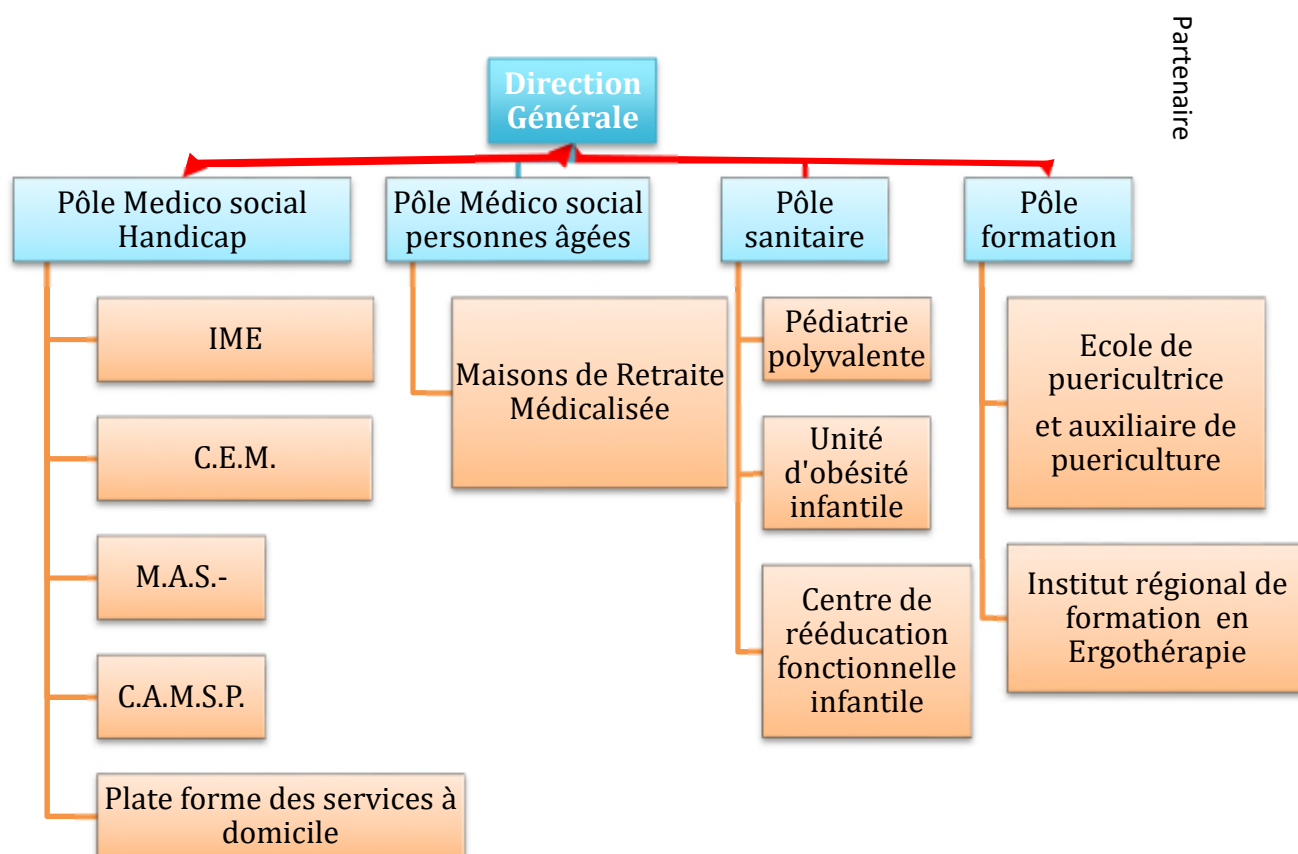 Partenaire
Direction
Générale
Pôle Medico social
Handicap
Pôle Médico social
personnes âgées
Pôle
sanitaire
Pôle
formation
IME
C.E.M.
M.A.S.-
C.A.M.S.P.
Plate forme des services à
domicile
Maisons de Retraite
Médicalisée
Pédiatrie
polyvalente
Unité
d'obésité
infantile
Centre de
rééducation
fonctionnelle
infantile
Ecole de
puericultrice
et auxiliaire de
puericulture
Institut régional de
formation en
Ergothérapie